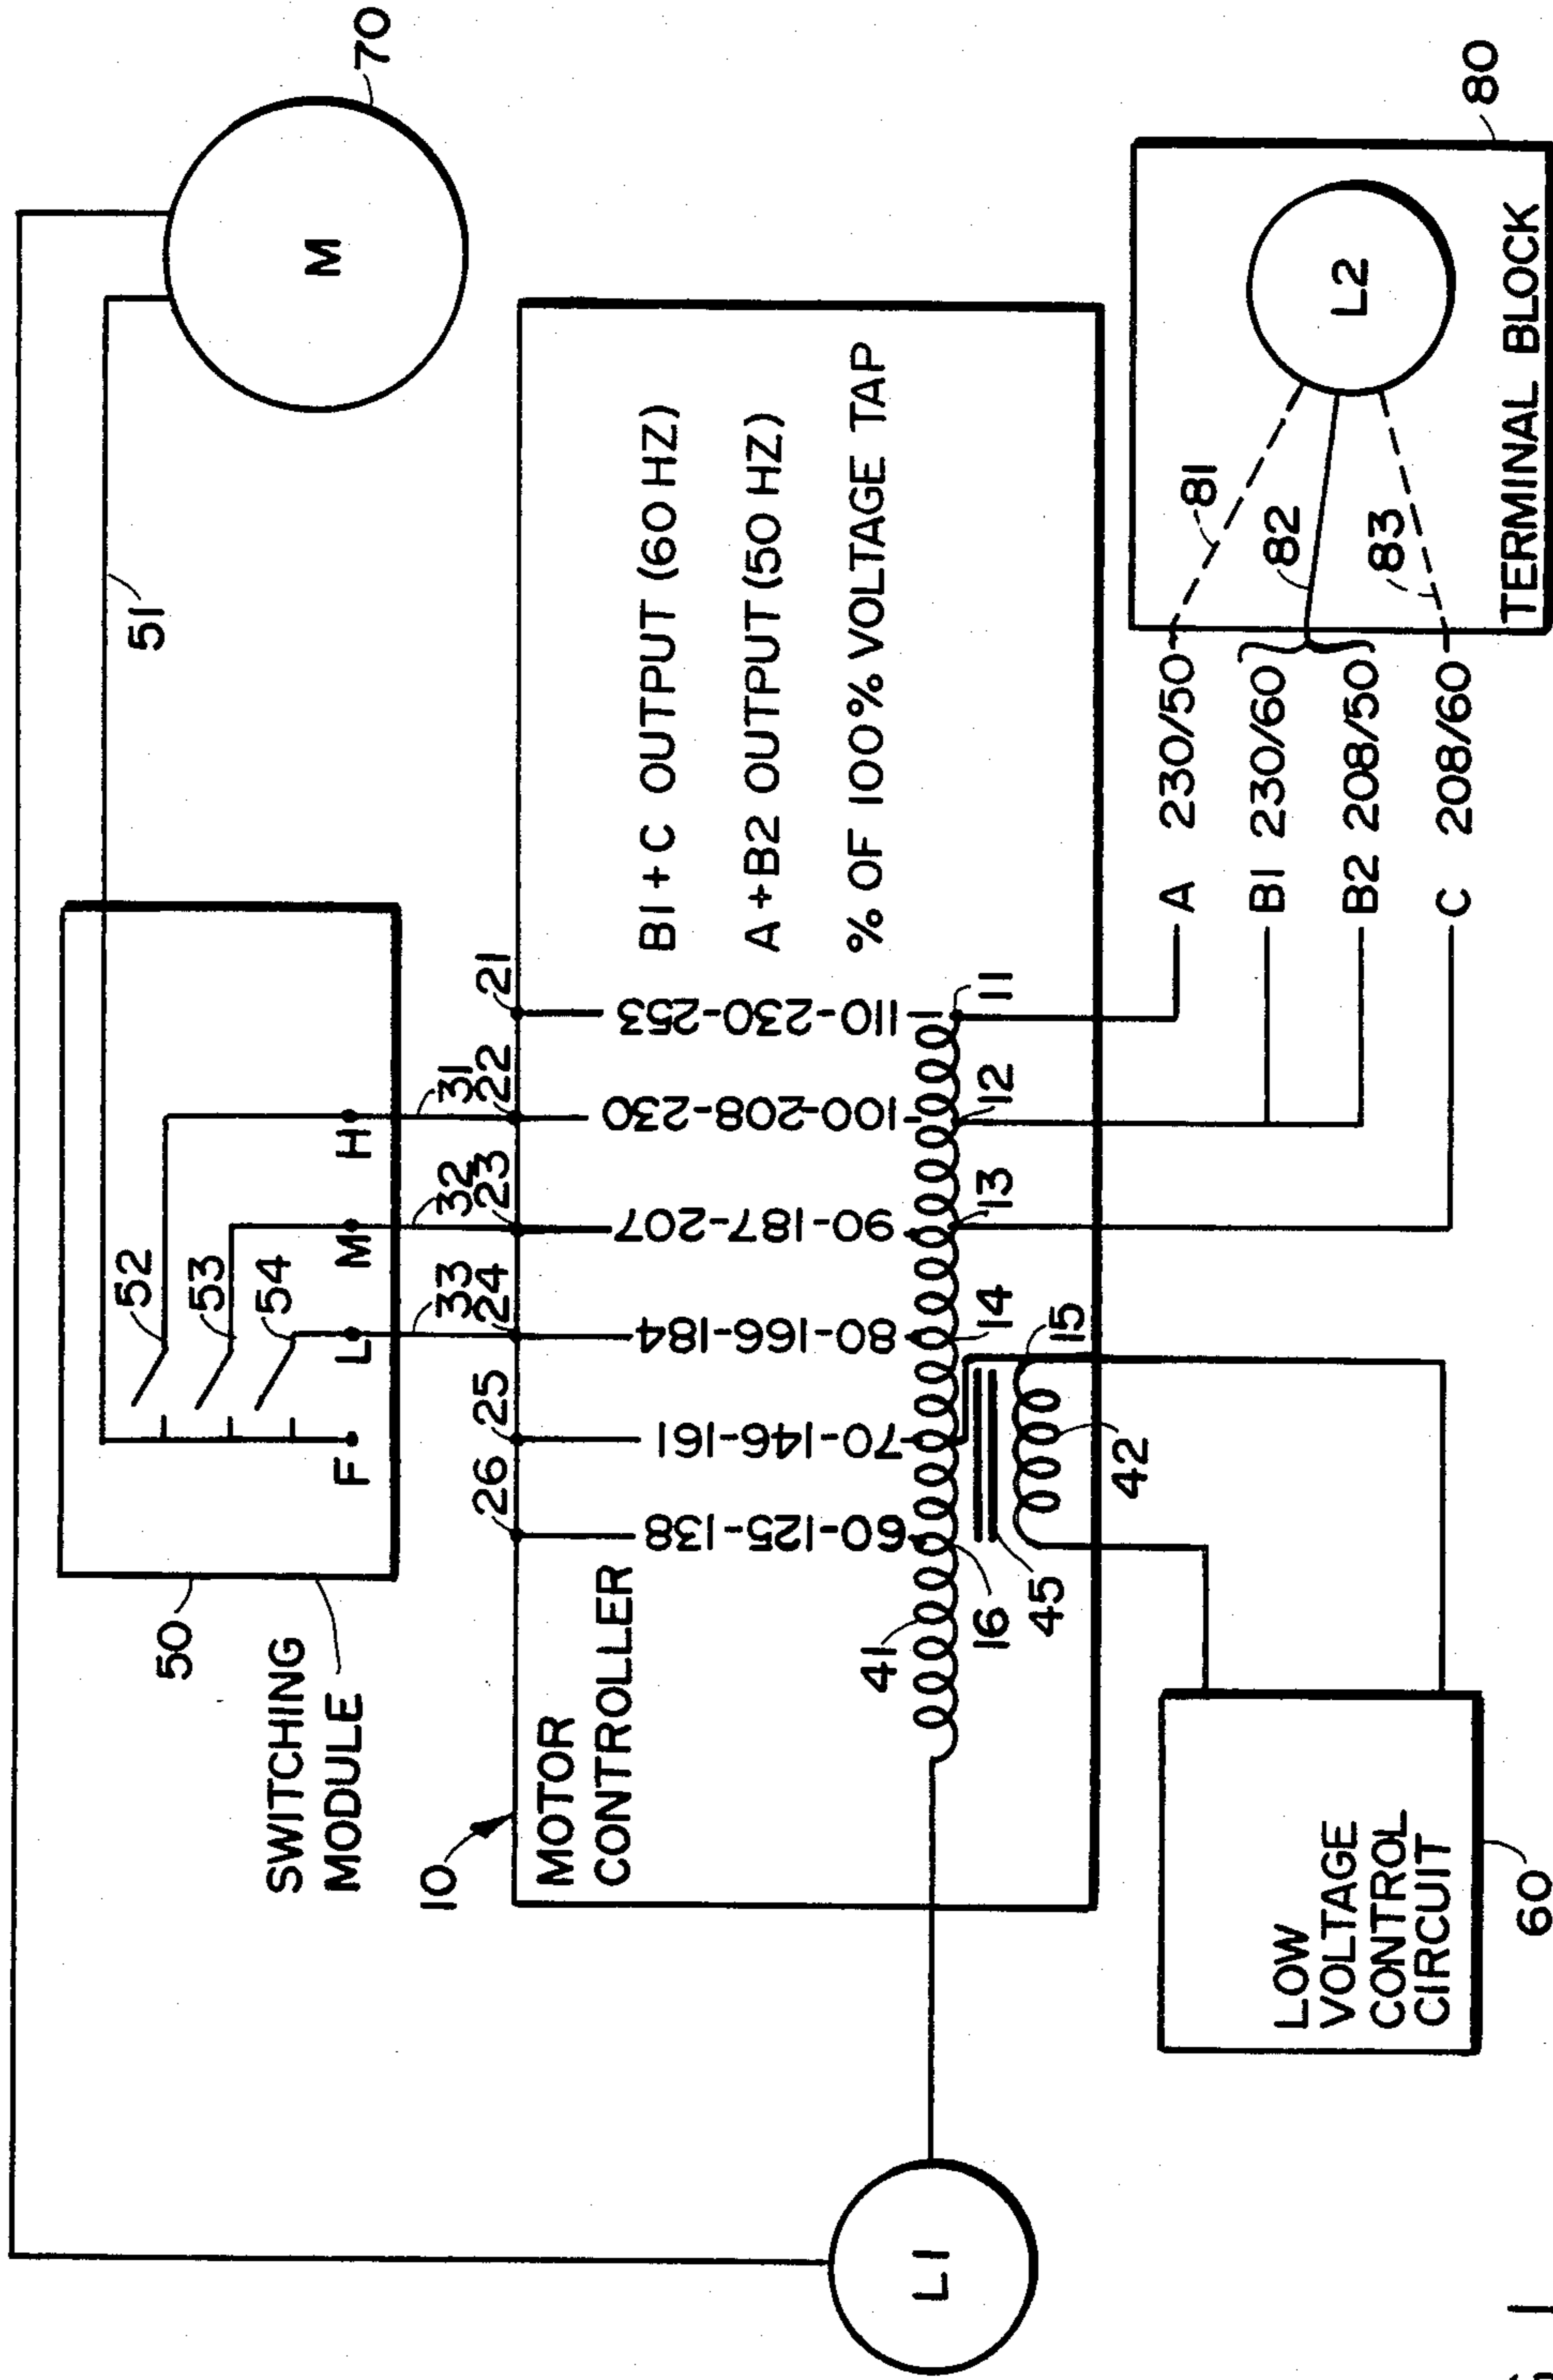 70
M
51
52
53
54
F
L
M
H
50
SWITCHING
MODULE
33
32
31
26
25
24
23
22
21
10
MOTOR
CONTROLLER
60-125-138
70-146-161
80-166-184
90-187-207
100-208-230
110-230-253
B1 + C OUTPUT (60 HZ)
A + B2 OUTPUT (50 HZ)
% OF 100% VOLTAGE TAP
41
16
45
42
15
14
13
12
11
L1
LOW
VOLTAGE
CONTROL
CIRCUIT
60
A 230/50
B1 230/60
B2 208/50
C 208/60
81
82
83
L2
TERMINAL BLOCK
80
1